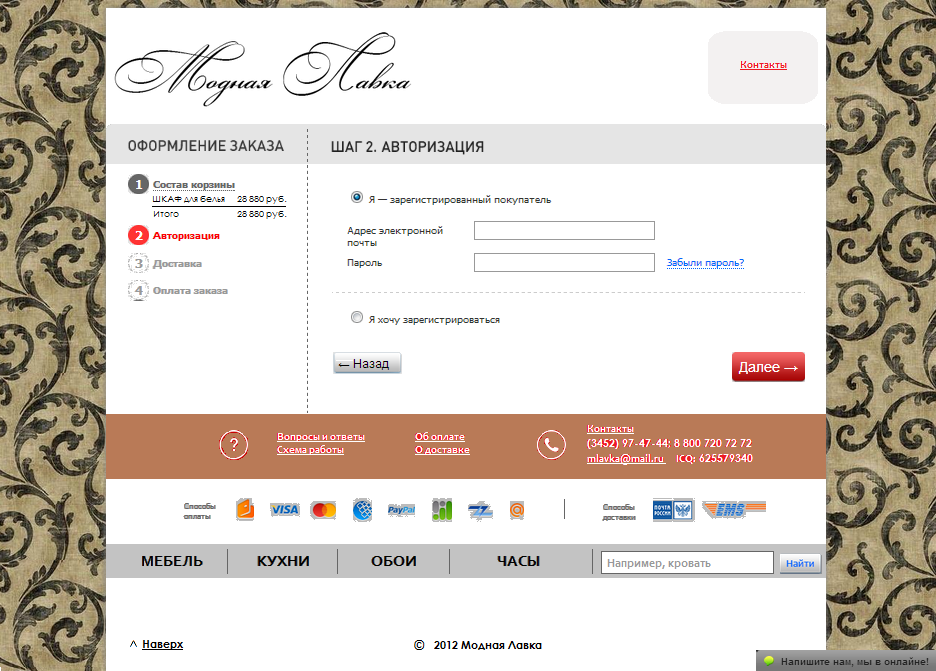 Модная Лавка
Контакты
ОФОРМЛЕНИЕ ЗАКАЗА
ШАГ 2. АВТОРИЗАЦИЯ
1 Состав корзины
ШКАФ для белья 28 880 руб.
Итого 28 880 руб.
2 Авторизация
3 Доставка
4 Оплата заказа
Я — зарегистрированный покупатель
Адрес электронной
почты
Пароль
Забыли пароль?
Я хочу зарегистрироваться
← Назад
Далее →
?
Вопросы и ответы
Схема работы
Об оплате
О доставке
Контакты
(3452) 97-47-44; 8 800 720 72 72
mlavka@mail.ru ICQ: 625579340
Способы
оплаты
VISA
PayPal
Способы
доставки
ПОЧТА
РОССИИ
EMS
МЕБЕЛЬ
КУХНИ
ОБОИ
ЧАСЫ
Например, кровать
Найти
^ Наверх
© 2012 Модная Лавка
Напишите нам, мы в онлайне!